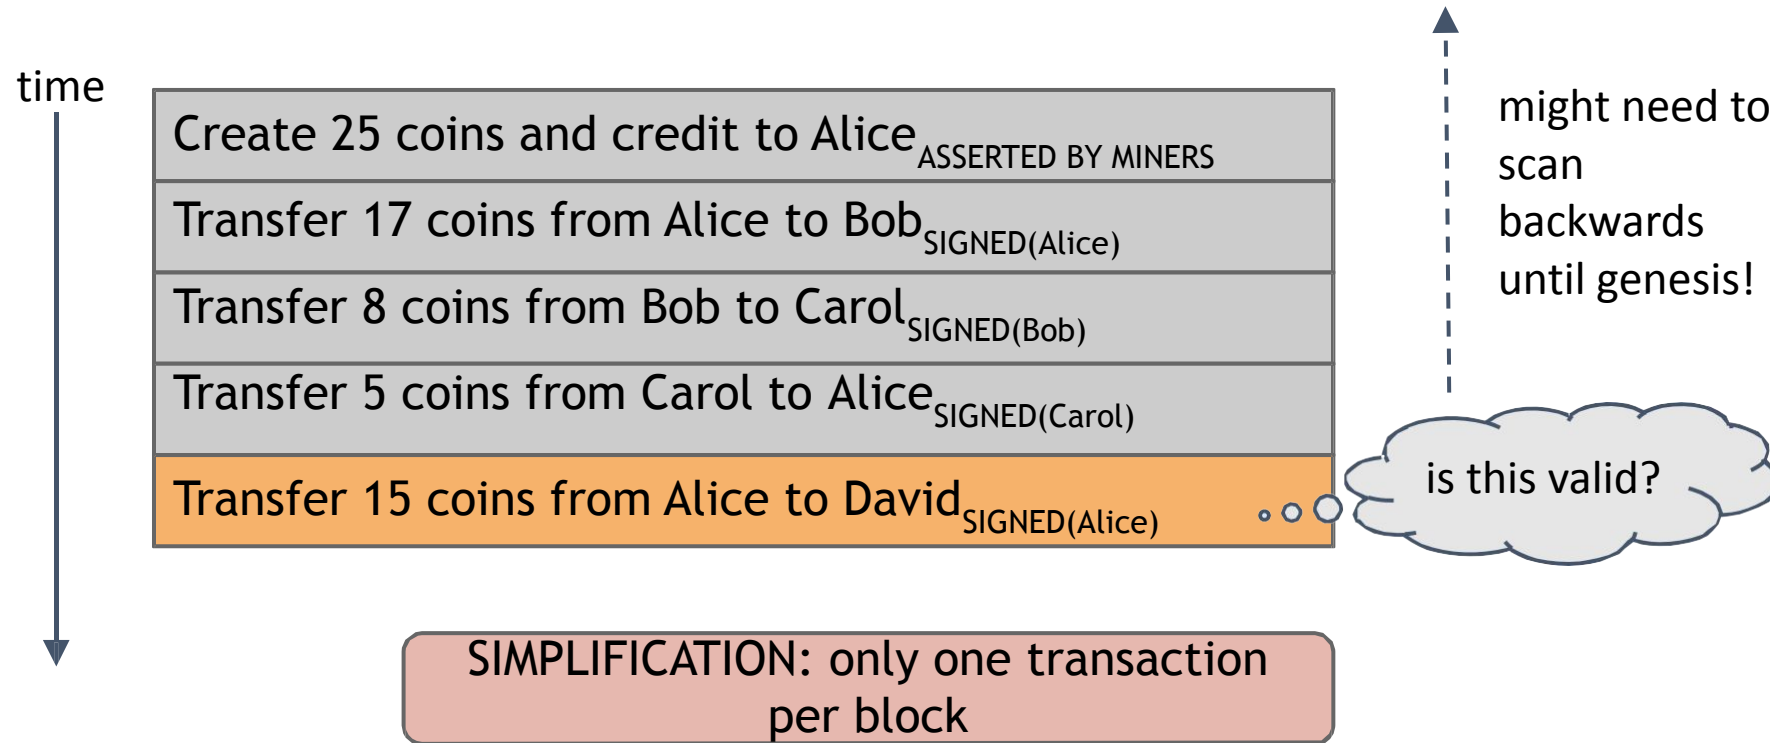 time
Create 25 coins and credit to Alice ASSERTED BY MINERS
Transfer 17 coins from Alice to Bob SIGNED(Alice)
Transfer 8 coins from Bob to Carol SIGNED(Bob)
Transfer 5 coins from Carol to Alice SIGNED(Carol)
Transfer 15 coins from Alice to David SIGNED(Alice)
might need to
scan
backwards
until genesis!
is this valid?
SIMPLIFICATION: only one transaction
per block